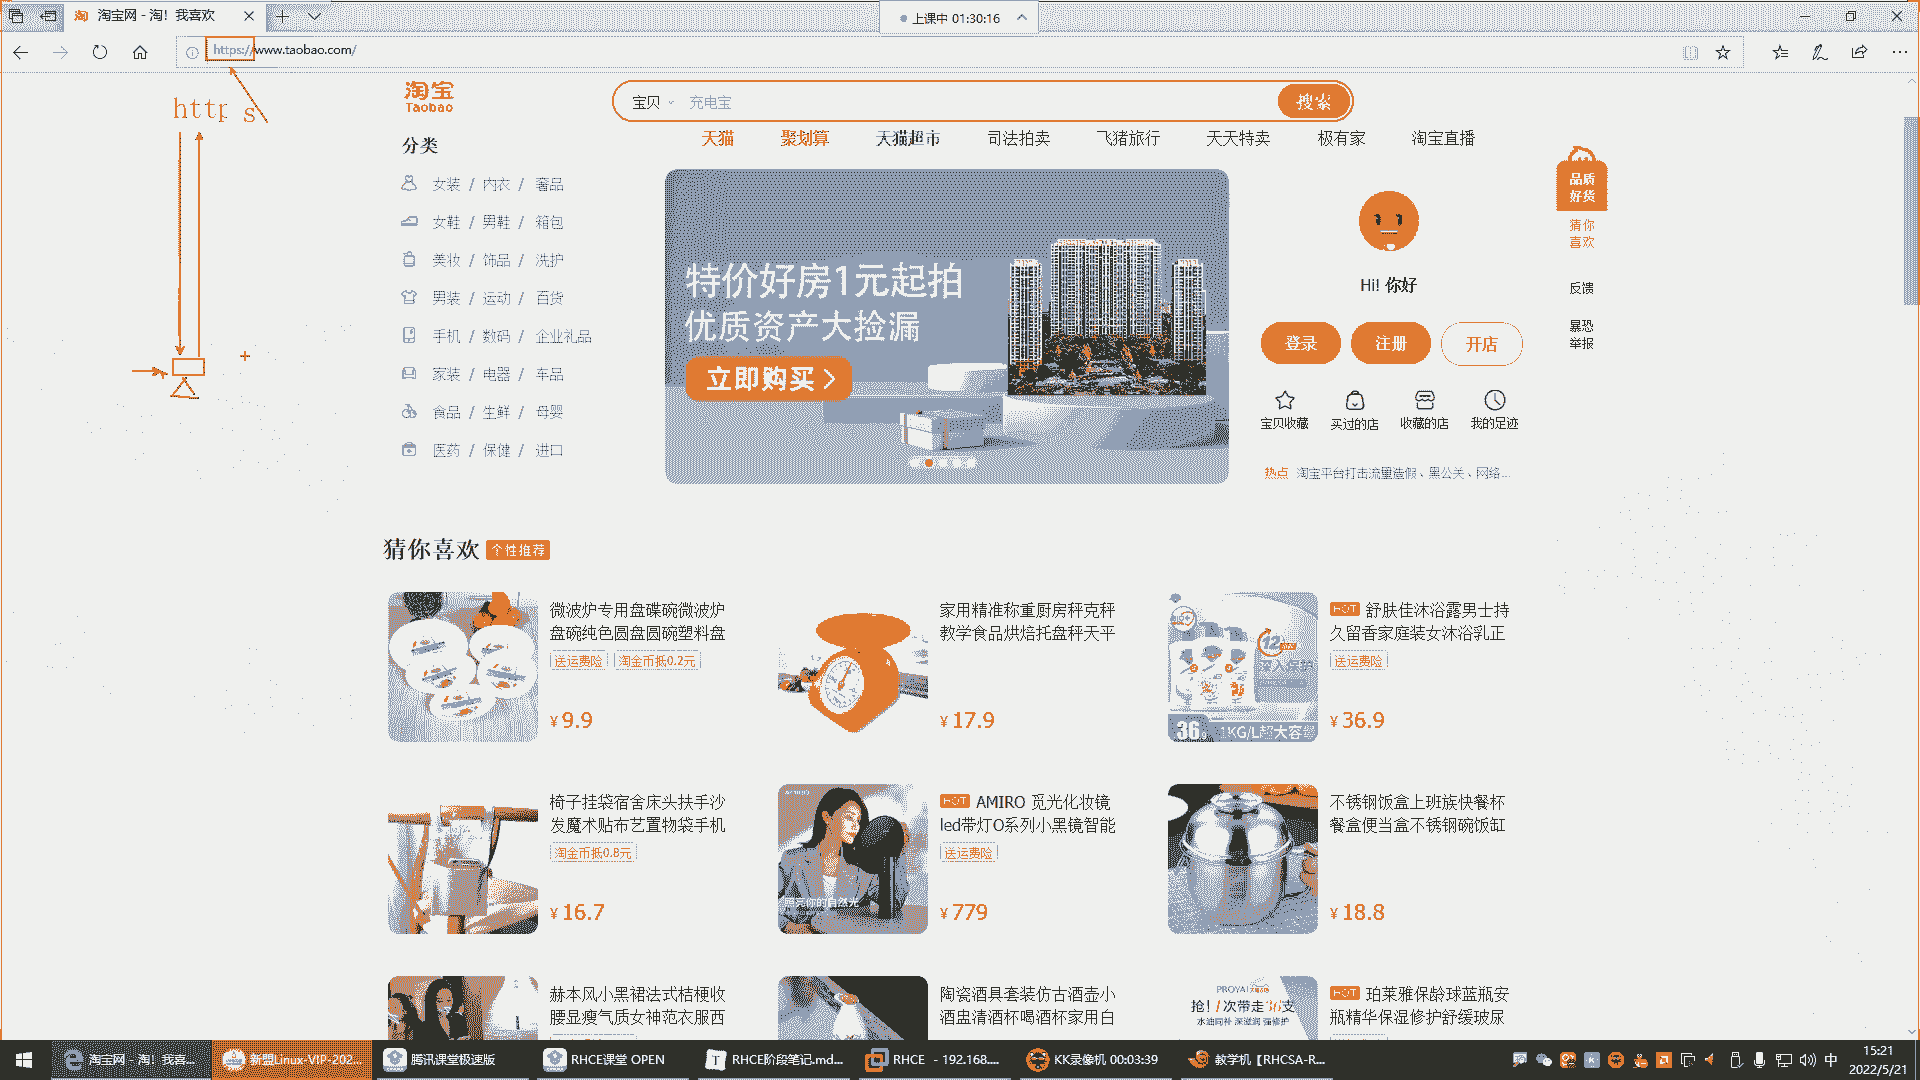 淘宝网 - 淘！我喜欢
上课中 01:30:16
https://www.taobao.com/
http s
淘宝
Taobao
宝贝 充电宝 搜索
天猫 聚划算 天猫超市 司法拍卖 飞猪旅行 天天特卖 极有家 淘宝直播
分类
女装 / 内衣 / 奢品
女鞋 / 男鞋 / 箱包
美妆 / 饰品 / 洗护
男装 / 运动 / 百货
手机 / 数码 / 企业礼品
家装 / 电器 / 车品
食品 / 生鲜 / 母婴
医药 / 保健 / 进口
特价好房1元起拍
优质资产大捡漏
立即购买
Hi! 你好
登录 注册 开店
宝贝收藏 买过的店 收藏的店 我的足迹
热点 淘宝平台打击流量造假、黑公关、网络...
品质
好货
猜你
喜欢
反馈
暴恐
举报
猜你喜欢 个性推荐
微波炉专用盘碟碗微波炉
盘碗纯色圆盘圆碗塑料盘
送运费险 淘金币抵0.2元
¥ 9.9
家用精准称重厨房秤克秤
教学食品烘焙托盘秤天平
¥ 17.9
HOT 舒肤佳沐浴露男士持
久留香家庭装女沐浴乳正
送运费险
¥ 36.9
1KG/L超大容量
椅子挂袋宿舍床头扶手沙
发魔术贴布艺置物袋手机
淘金币抵0.8元
¥ 16.7
HOT AMIRO 觅光化妆镜
led带灯O系列小黑镜智能
送运费险
¥ 779
照亮你的自然光
不锈钢饭盒上班族快餐杯
餐盒便当盒不锈钢碗饭缸
¥ 18.8
赫本风小黑裙法式桔梗收
腰显瘦气质女神范衣服西
陶瓷酒具套装仿古酒壶小
酒盅清酒杯喝酒杯家用白
PROYA
抢！1次带走36支
水油同补 深滋润 强修护
HOT 珀莱雅保龄球蓝瓶安
瓶精华保湿修护舒缓玻尿
淘宝网 - 淘！我喜...
新盟Linux-VIP-202...
腾讯课堂极速版
RHCE课堂 OPEN
RHCE阶段笔记.md...
RHCE - 192.168....
KK录像机 00:03:39
教学机【RHCSA-R...
中
15:21
2022/5/21